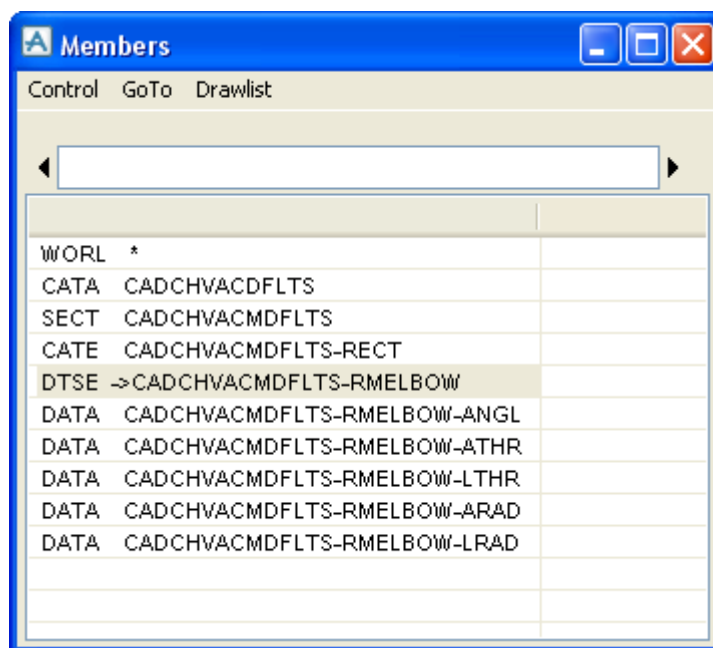 Members
Control GoTo Drawlist
WORL *
CATA CADCHVACDFLTS
SECT CADCHVACMDFLTS
CATE CADCHVACMDFLTS-RECT
DTSE ->CADCHVACMDFLTS-RMELBOW
DATA CADCHVACMDFLTS-RMELBOW-ANGL
DATA CADCHVACMDFLTS-RMELBOW-ATHR
DATA CADCHVACMDFLTS-RMELBOW-LTHR
DATA CADCHVACMDFLTS-RMELBOW-ARAD
DATA CADCHVACMDFLTS-RMELBOW-LRAD